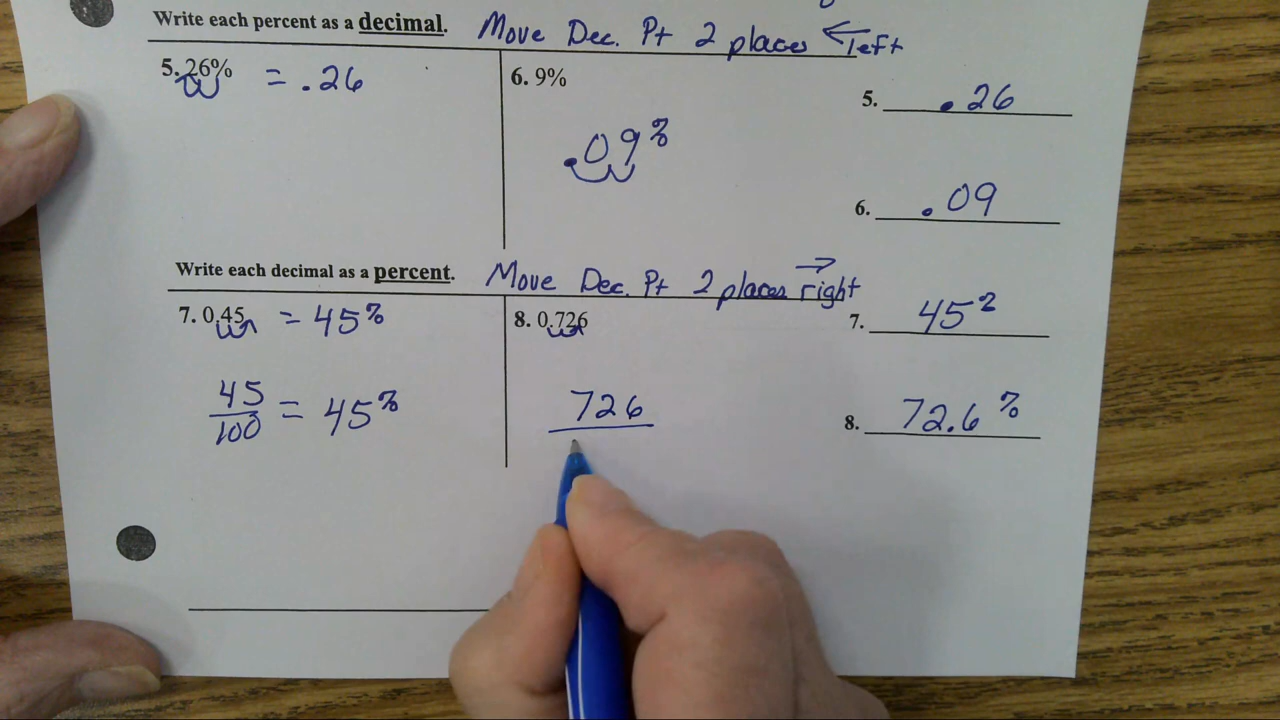 Write each percent as a decimal. Move Dec. Pt 2 places ← left
5. 26% = .26
6. 9%
5. .26
.09%
6. .09
Write each decimal as a percent. Move Dec. Pt 2 places → right
7. 0.45 = 45%
8. 0.726
7. 45%
45/100 = 45%
726
8. 72.6%